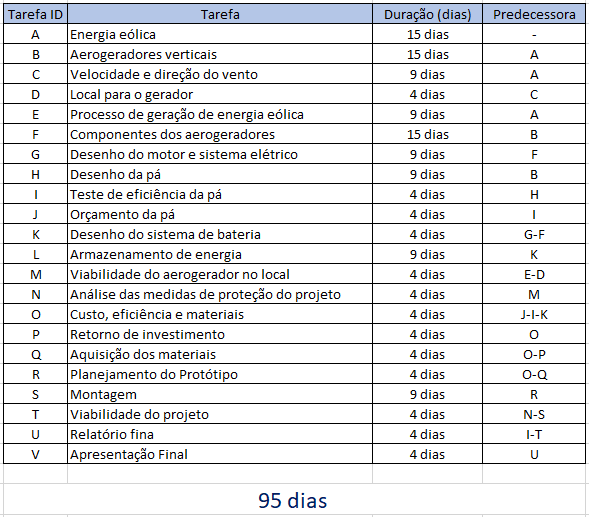 Tarefa ID Tarefa Duração (dias) Predecessora
A Energia eólica 15 dias -
B Aerogeradores verticais 15 dias A
C Velocidade e direção do vento 9 dias A
D Local para o gerador 4 dias C
E Processo de geração de energia eólica 9 dias A
F Componentes dos aerogeradores 15 dias B
G Desenho do motor e sistema elétrico 9 dias F
H Desenho da pá 9 dias B
I Teste de eficiência da pá 4 dias H
J Orçamento da pá 4 dias I
K Desenho do sistema de bateria 4 dias G-F
L Armazenamento de energia 9 dias K
M Viabilidade do aerogerador no local 4 dias E-D
N Análise das medidas de proteção do projeto 4 dias M
O Custo, eficiência e materiais 4 dias J-I-K
P Retorno de investimento 4 dias O
Q Aquisição dos materiais 4 dias O-P
R Planejamento do Protótipo 4 dias O-Q
S Montagem 9 dias R
T Viabilidade do projeto 4 dias N-S
U Relatório fina 4 dias I-T
V Apresentação Final 4 dias U
95 dias